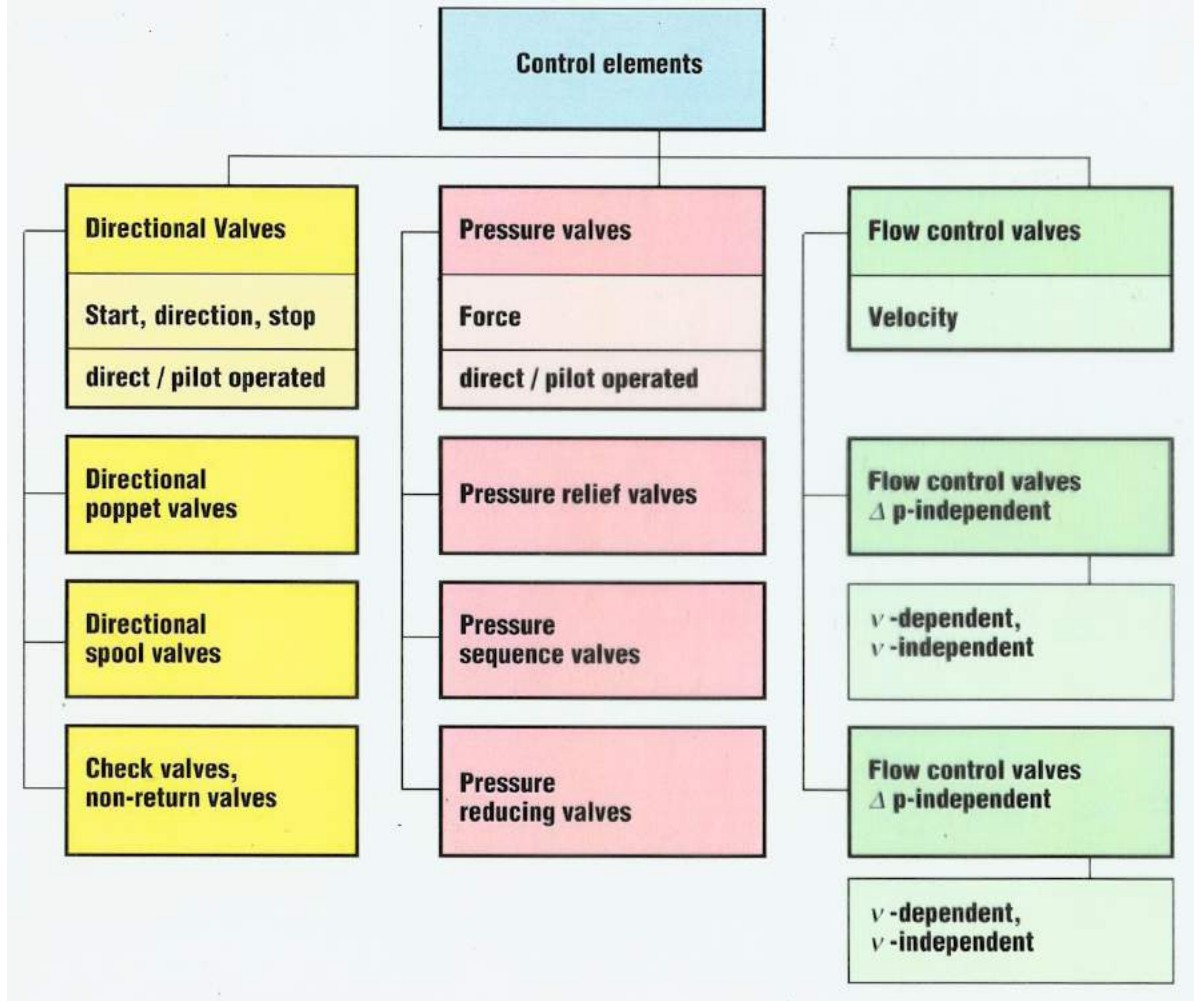 Control elements
Directional Valves
Start, direction, stop
direct / pilot operated
Directional
poppet valves
Directional
spool valves
Check valves,
non-return valves
Pressure valves
Force
direct / pilot operated
Pressure relief valves
Pressure
sequence valves
Pressure
reducing valves
Flow control valves
Velocity
Flow control valves
Δ p-independent
ν -dependent,
ν -independent
Flow control valves
Δ p-independent
ν -dependent,
ν -independent